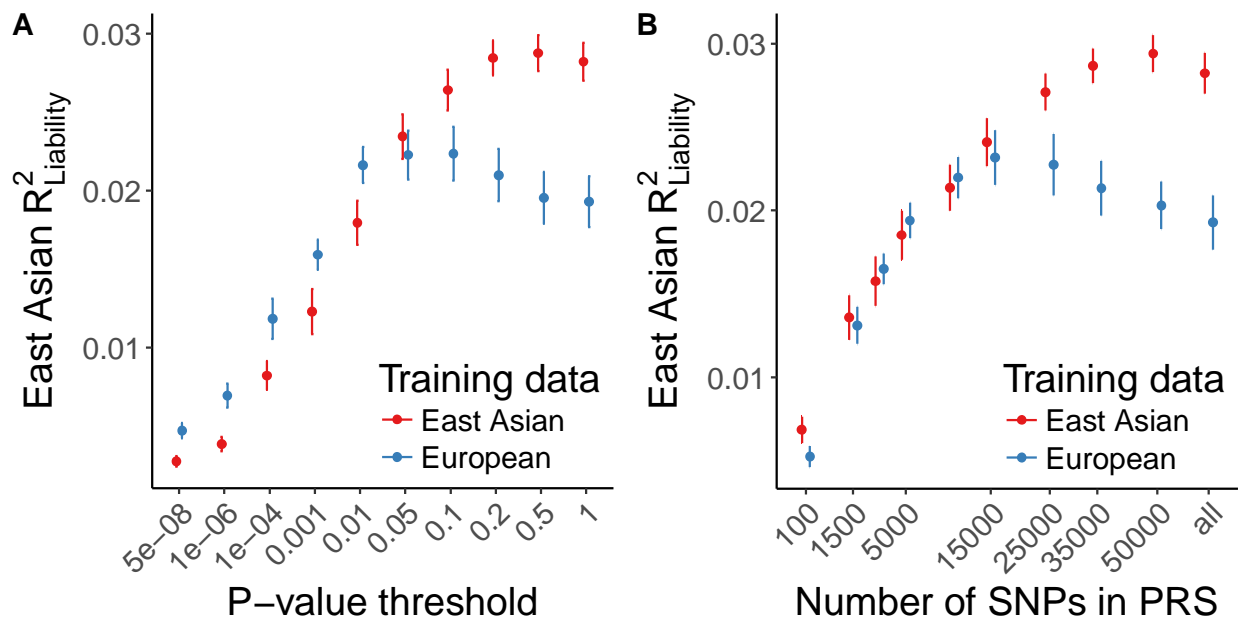 A
East Asian R²Liability
0.03
0.02
0.01
Training data
East Asian
European
5e−08
1e−06
1e−04
0.001
0.01
0.05
0.1
0.2
0.5
1
P−value threshold
B
East Asian R²Liability
0.03
0.02
0.01
Training data
East Asian
European
100
1500
5000
15000
25000
35000
50000
all
Number of SNPs in PRS